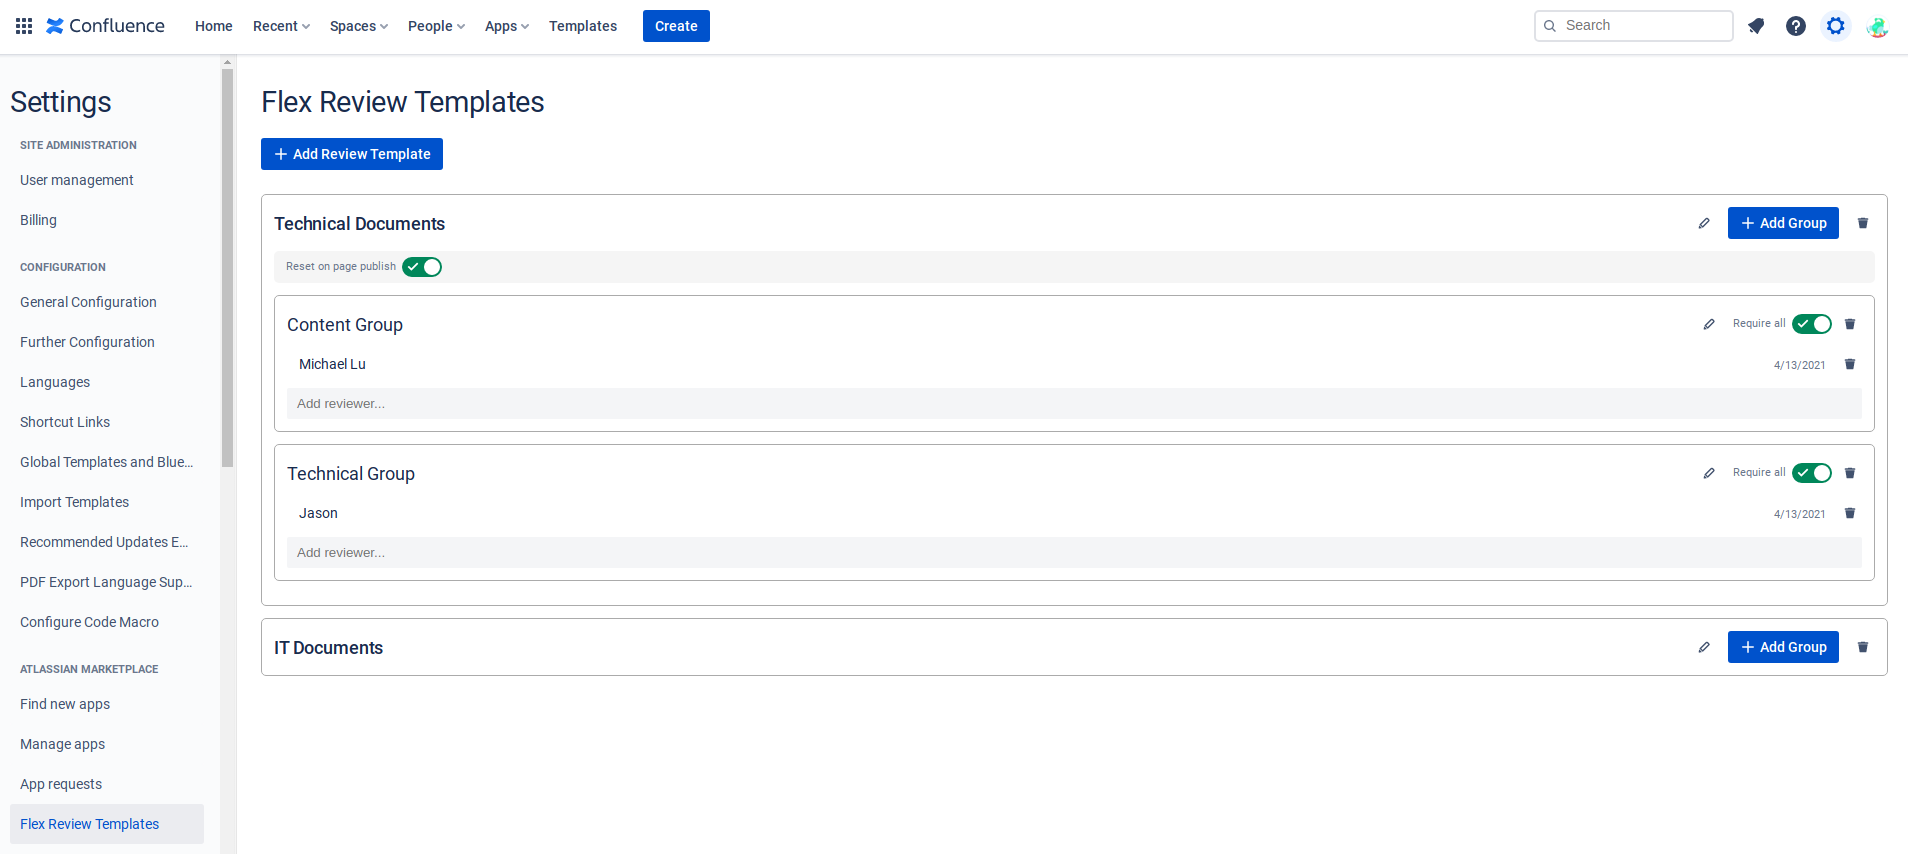 Confluence Home Recent Spaces People Apps Templates Create Search
Settings
SITE ADMINISTRATION
User management
Billing
CONFIGURATION
General Configuration
Further Configuration
Languages
Shortcut Links
Global Templates and Blue...
Import Templates
Recommended Updates E...
PDF Export Language Sup...
Configure Code Macro
ATLASSIAN MARKETPLACE
Find new apps
Manage apps
App requests
Flex Review Templates
Flex Review Templates
Add Review Template
Technical Documents Add Group
Reset on page publish
Content Group Require all
Michael Lu 4/13/2021
Add reviewer...
Technical Group Require all
Jason 4/13/2021
Add reviewer...
IT Documents Add Group